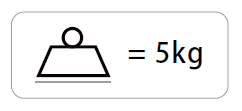 = 5kg